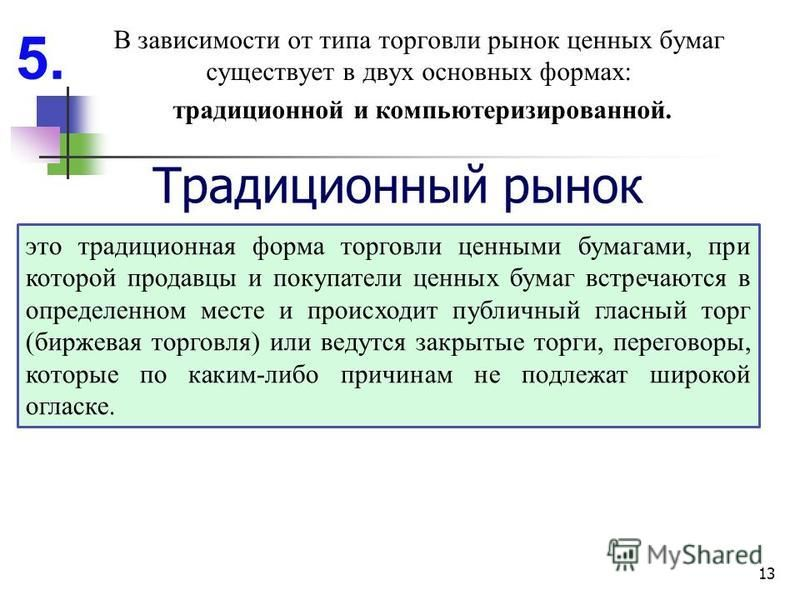 5.
В зависимости от типа торговли рынок ценных бумаг
существует в двух основных формах:
традиционной и компьютеризированной.
Традиционный рынок
это традиционная форма торговли ценными бумагами, при
которой продавцы и покупатели ценных бумаг встречаются в
определенном месте и происходит публичный гласный торг
(биржевая торговля) или ведутся закрытые торги, переговоры,
которые по каким-либо причинам не подлежат широкой
огласке.
MyShared
13